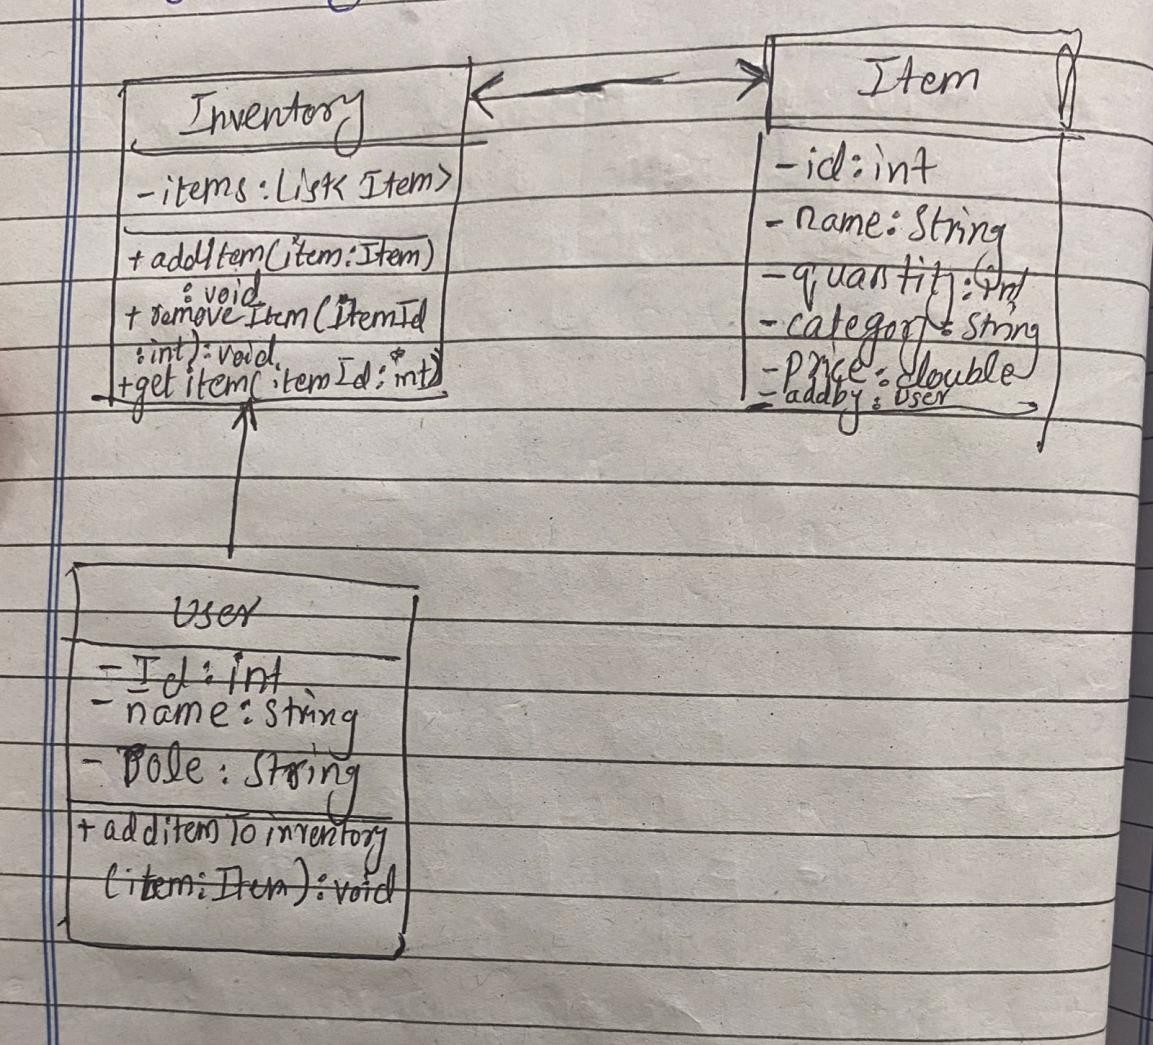 Inventory
- items : List< Item>
+ addItem(item:Item)
: void
+ removeItem(ItemId
: int) : void
+get item( itemId : int)
Item
- id : int
- name : String
- quantity : int
- category : String
- Price : double
- addby : User
User
- Id : int
- name : String
- Role : String
+ additem To inventory
(item: Item) : void